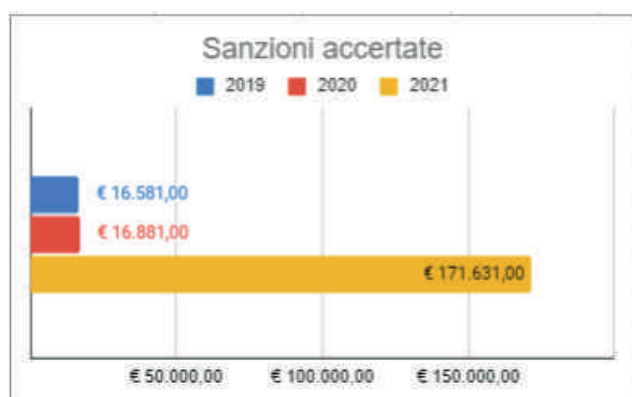 Sanzioni accertate
2019 2020 2021
€ 16.581,00
€ 16.881,00
€ 171.631,00
€ 50.000,00 € 100.000,00 € 150.000,00